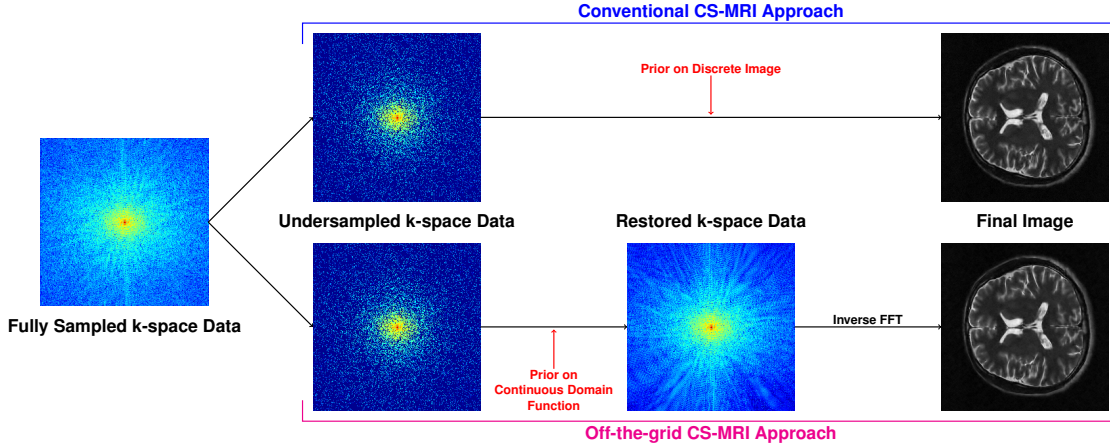 Conventional CS-MRI Approach
Prior on Discrete Image
Undersampled k-space Data
Restored k-space Data
Final Image
Fully Sampled k-space Data
Inverse FFT
Prior on
Continuous Domain
Function
Off-the-grid CS-MRI Approach